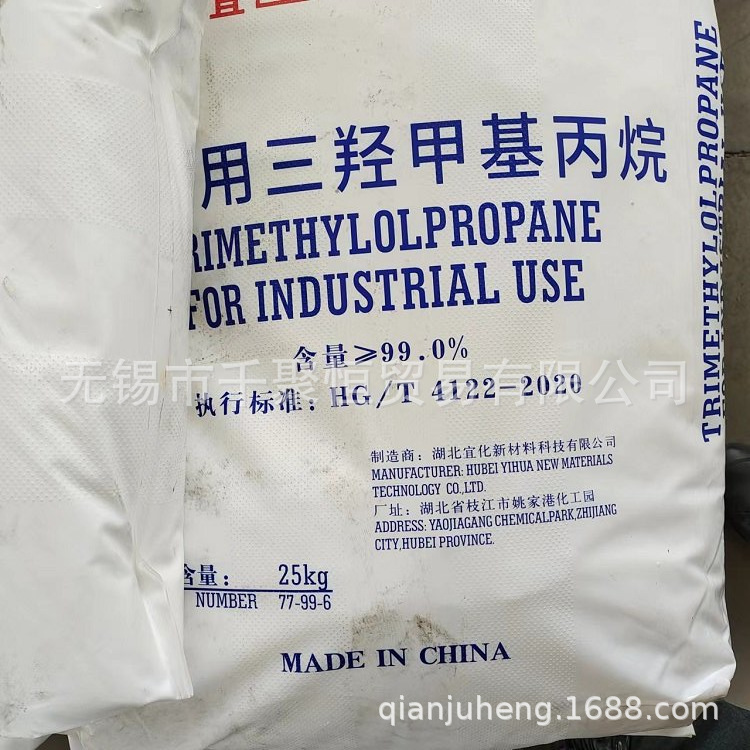 用三羟甲基丙烷
RIMETHYLOLPROPANE
FOR INDUSTRIAL USE
含量≥99.0%
无锡市千聚恒贸易有限公司
执行标准：HG/T 4122-2020
制造商：湖北宜化新材料科技有限公司
MANUFACTURER: HUBEI YIHUA NEW MATERIALS
TECHNOLOGY CO.,LTD.
厂址：湖北省枝江市姚家港化工园
ADDRESS: YAOJIAGANG CHEMICALPARK,ZHIJIANG
CITY,HUBEI PROVINCE.
含量： 25kg
NUMBER 77-99-6
MADE IN CHINA
qianjuheng.1688.com
TRIMETHYLOLPROPANE